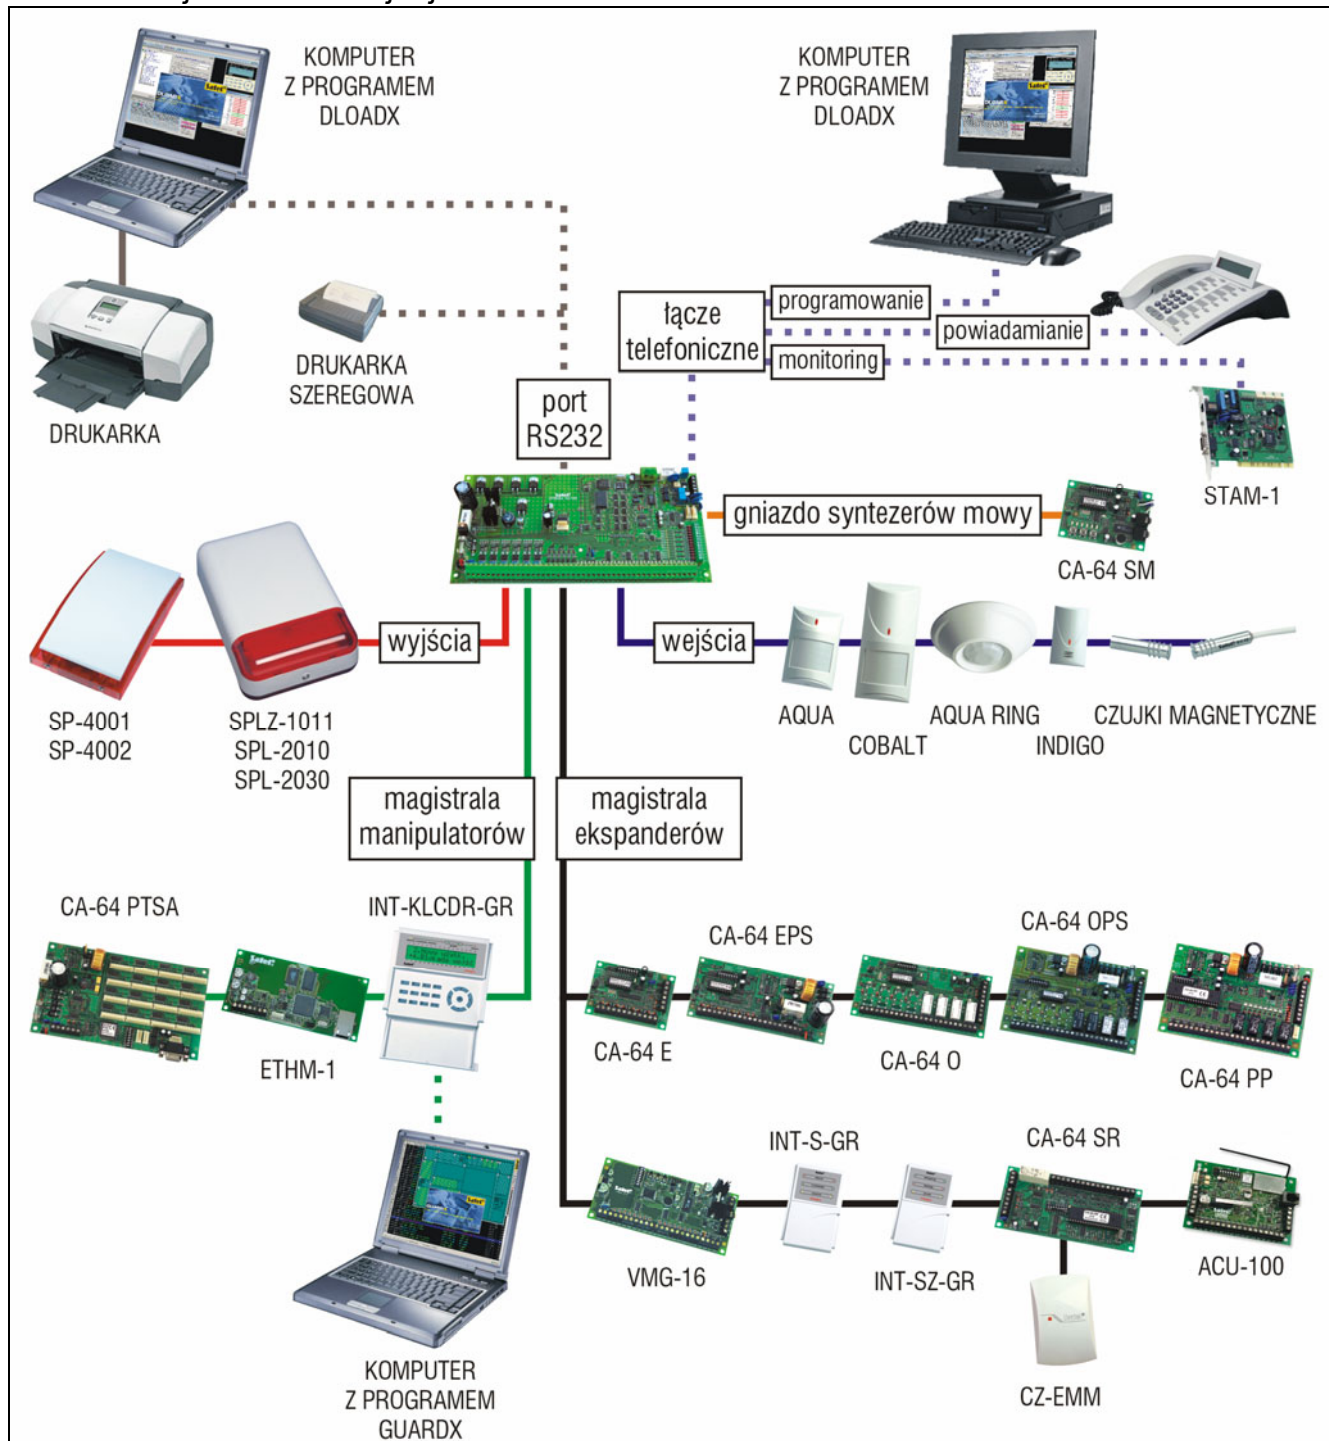 KOMPUTER
Z PROGRAMEM
DLOADX
KOMPUTER
Z PROGRAMEM
DLOADX
DRUKARKA
DRUKARKA
SZEREGOWA
port
RS232
łącze
telefoniczne
programowanie
powiadamianie
monitoring
STAM-1
gniazdo syntezerów mowy
CA-64 SM
wyjścia
wejścia
SP-4001
SP-4002
SPLZ-1011
SPL-2010
SPL-2030
AQUA
COBALT
AQUA RING
INDIGO
CZUJKI MAGNETYCZNE
magistrala
manipulatorów
magistrala
ekspanderów
CA-64 PTSA
ETHM-1
INT-KLCDR-GR
CA-64 E
CA-64 EPS
CA-64 O
CA-64 OPS
CA-64 PP
KOMPUTER
Z PROGRAMEM
GUARDX
VMG-16
INT-S-GR
INT-SZ-GR
CA-64 SR
ACU-100
CZ-EMM